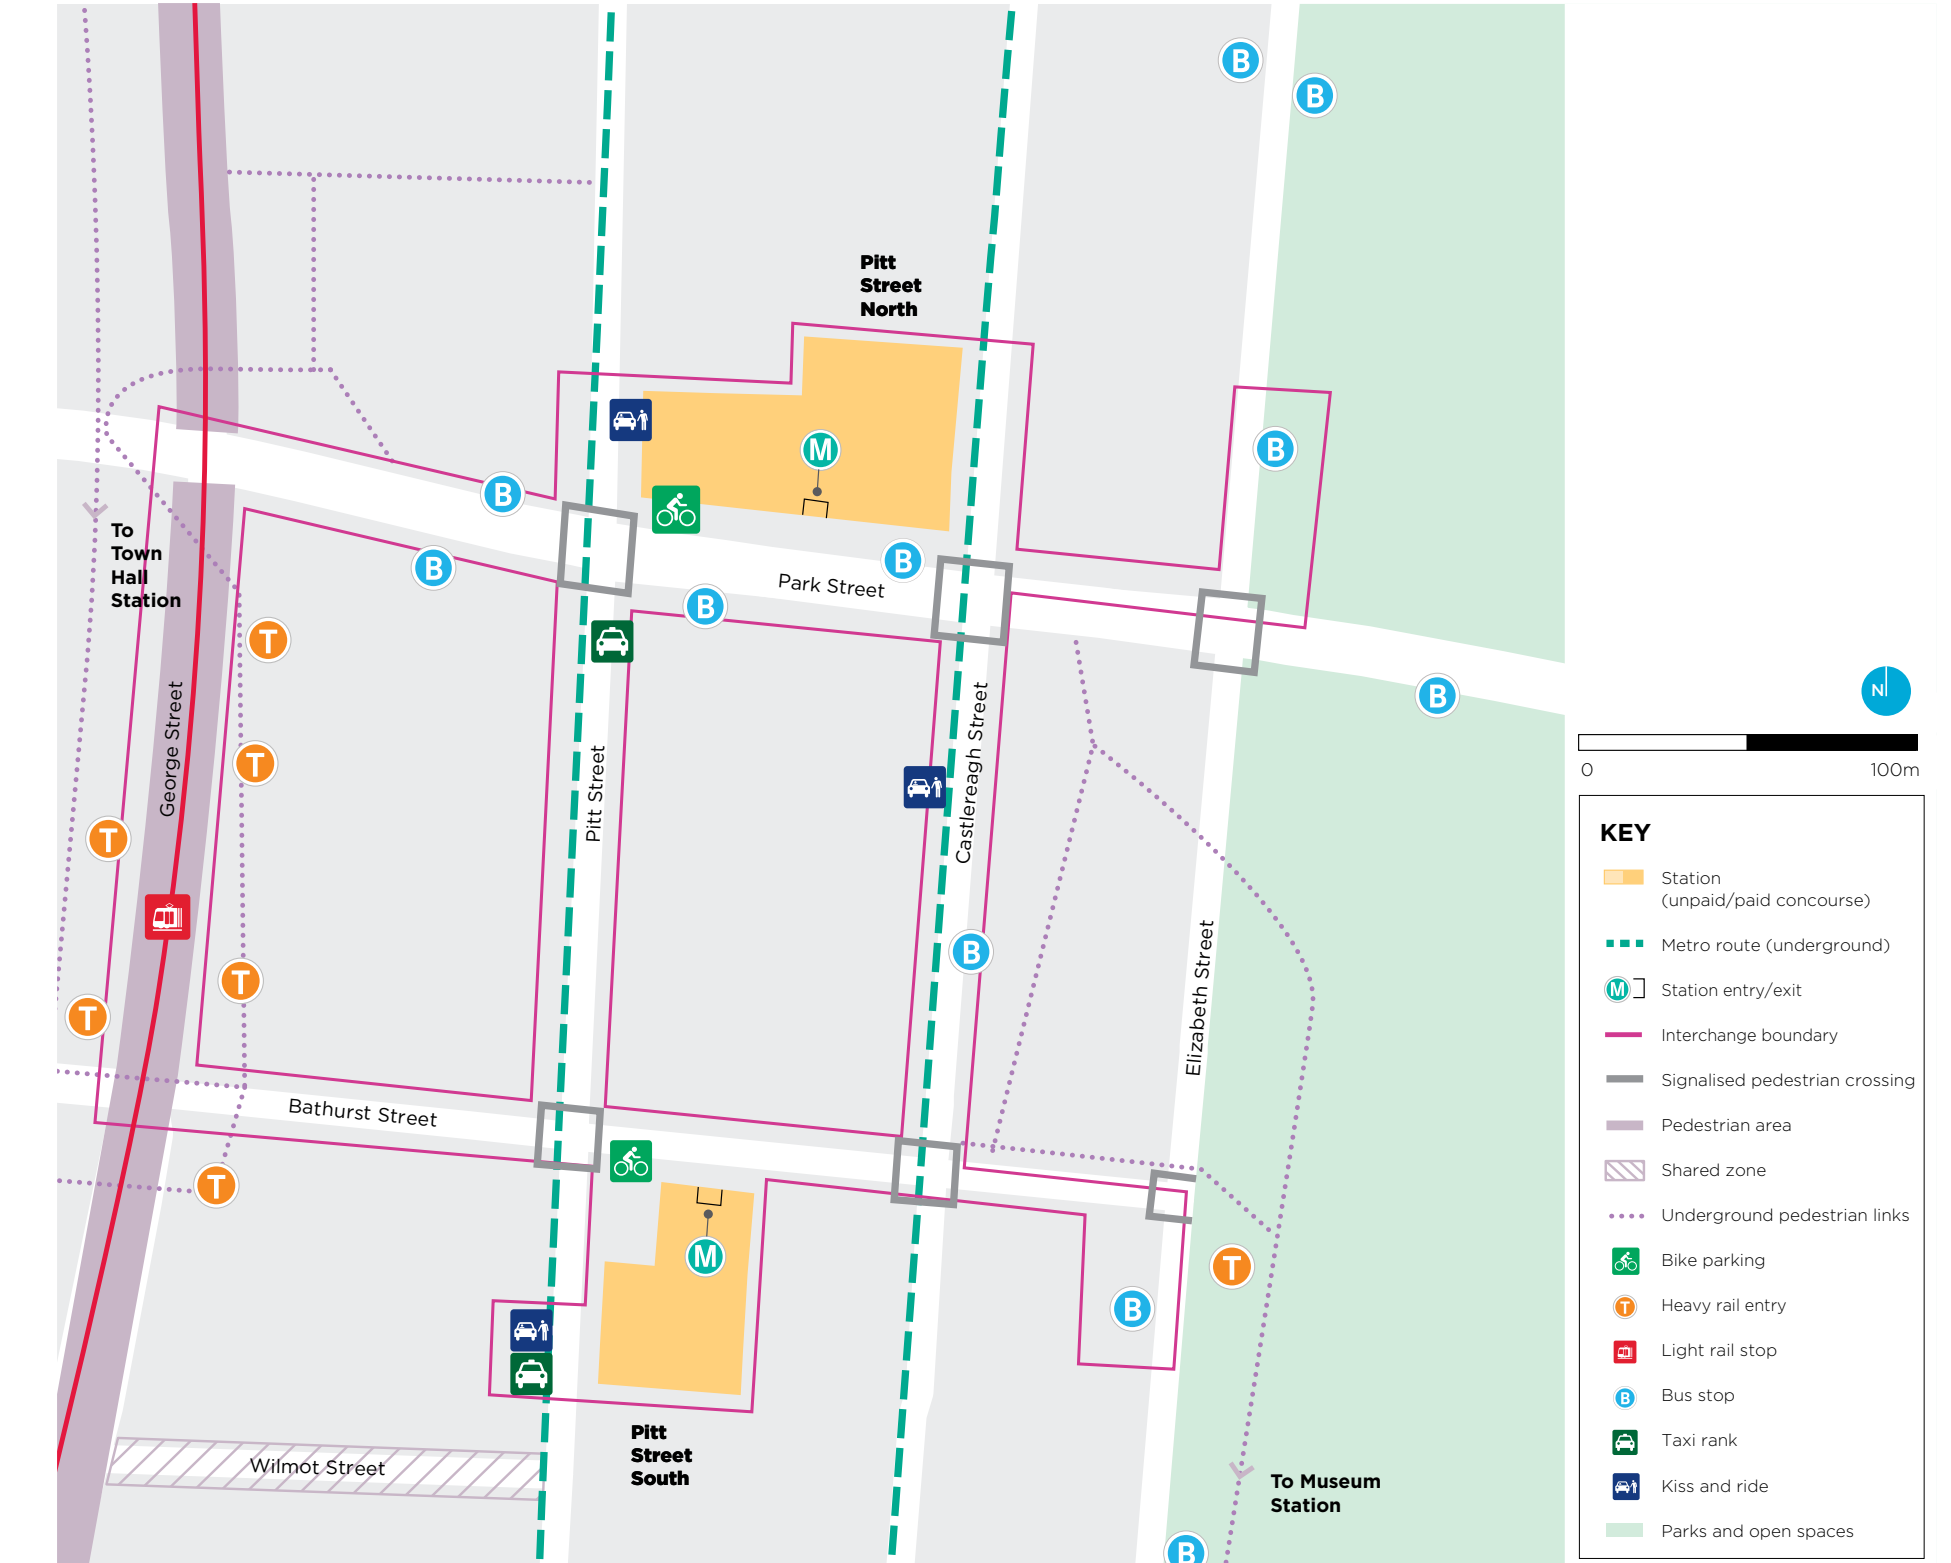 B
B
Pitt
Street
North
M
B
B
B
B
Park Street
B
B
To
Town
Hall
Station
T
T
T
T
T
T
George Street
Pitt Street
Castlereagh Street
B
Elizabeth Street
Bathurst Street
M
T
B
B
Wilmot Street
Pitt
Street
South
To Museum
Station
B
N
0 100m
KEY
Station
(unpaid/paid concourse)
Metro route (underground)
M Station entry/exit
Interchange boundary
Signalised pedestrian crossing
Pedestrian area
Shared zone
Underground pedestrian links
Bike parking
T Heavy rail entry
Light rail stop
B Bus stop
Taxi rank
Kiss and ride
Parks and open spaces